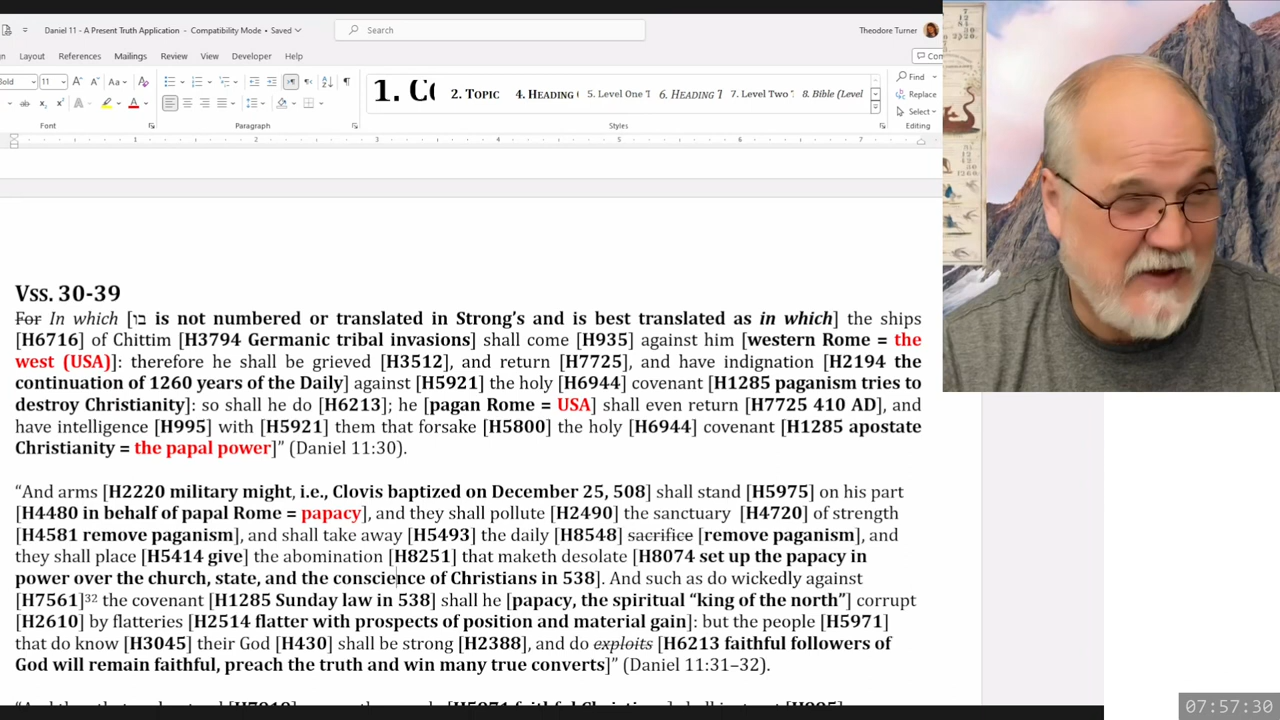 Daniel 11 - A Present Truth Application - Compatibility Mode • Saved
Search
Theodore Turner
Layout References Mailings Review View Developer Help
11
Aa
1. 2. TOPIC 4. HEADING 5. Level One 6. HEADING 7. Level Two 8. Bible (Level
Find
Replace
Select
Font Paragraph Styles Editing
1 2 3 4 5 6 7
Vss. 30-39
For In which [בו is not numbered or translated in Strong's and is best translated as in which] the ships
[H6716] of Chittim [H3794 Germanic tribal invasions] shall come [H935] against him [western Rome = the
west (USA)]: therefore he shall be grieved [H3512], and return [H7725], and have indignation [H2194 the
continuation of 1260 years of the Daily] against [H5921] the holy [H6944] covenant [H1285 paganism tries to
destroy Christianity]: so shall he do [H6213]; he [pagan Rome = USA] shall even return [H7725 410 AD], and
have intelligence [H995] with [H5921] them that forsake [H5800] the holy [H6944] covenant [H1285 apostate
Christianity = the papal power]” (Daniel 11:30).
“And arms [H2220 military might, i.e., Clovis baptized on December 25, 508] shall stand [H5975] on his part
[H4480 in behalf of papal Rome = papacy], and they shall pollute [H2490] the sanctuary [H4720] of strength
[H4581 remove paganism], and shall take away [H5493] the daily [H8548] sacrifice [remove paganism], and
they shall place [H5414 give] the abomination [H8251] that maketh desolate [H8074 set up the papacy in
power over the church, state, and the conscience of Christians in 538]. And such as do wickedly against
[H7561]32 the covenant [H1285 Sunday law in 538] shall he [papacy, the spiritual “king of the north”] corrupt
[H2610] by flatteries [H2514 flatter with prospects of position and material gain]: but the people [H5971]
that do know [H3045] their God [H430] shall be strong [H2388], and do exploits [H6213 faithful followers of
God will remain faithful, preach the truth and win many true converts]” (Daniel 11:31–32).
07:57:30